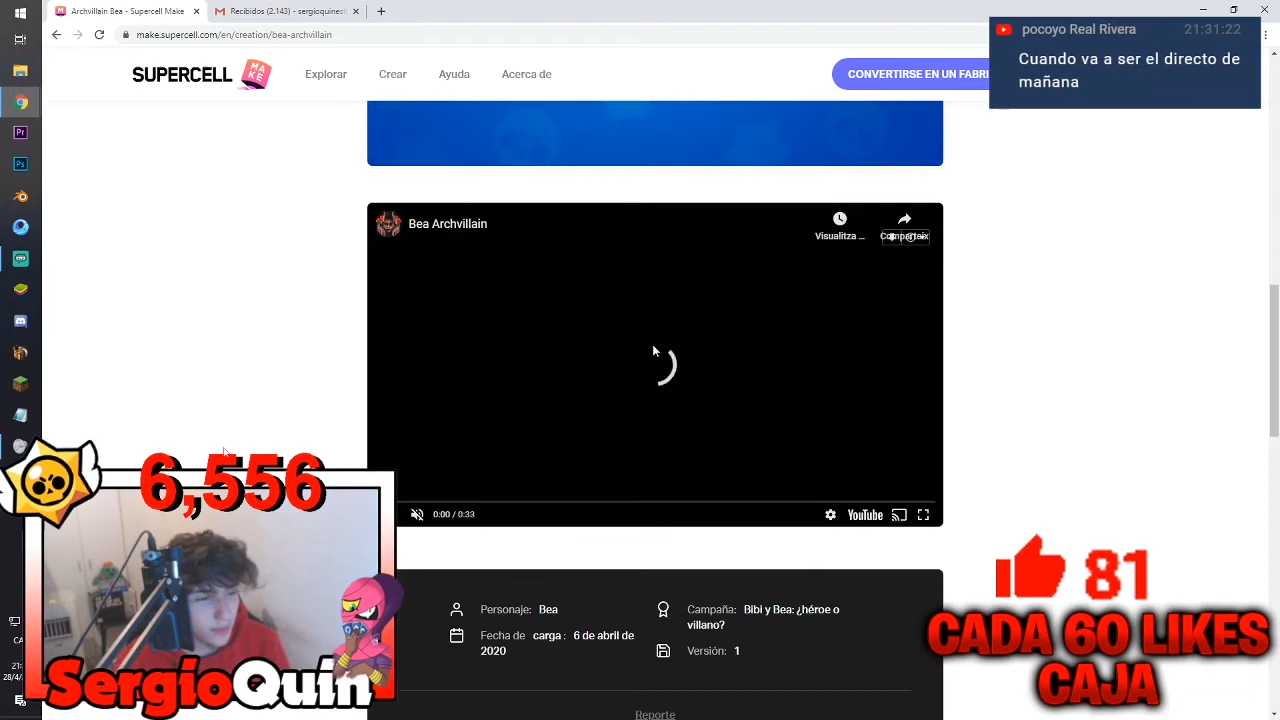 Archvillain Bea - Supercell Make
Recibidos (2.143) - sergioquinest
make.supercell.com/en/creation/bea-archvillain
SUPERCELL MAKE
Explorar
Crear
Ayuda
Acerca de
CONVERTIRSE EN UN FABRI
pocoyo Real Rivera 21:31:22
Cuando va a ser el directo de
mañana
Bea Archvillain
Visualitza ...
Comparteix
0:00 / 0:33
YouTube
6,556
Personaje: Bea
Campaña: Bibi y Bea: ¿héroe o
villano?
Fecha de carga : 6 de abril de
2020
Versión: 1
Reporte
SergioQuin
81
CADA 60 LIKES
CAJA